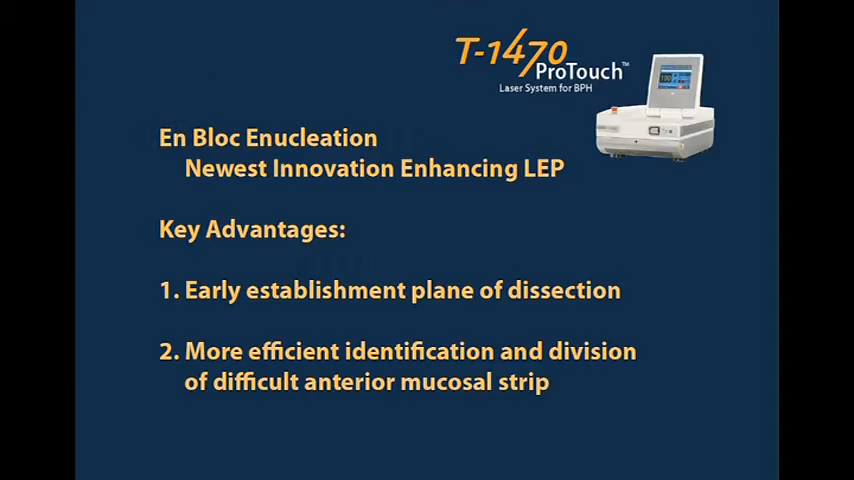 T-1470
ProTouch™
Laser System for BPH
En Bloc Enucleation
Newest Innovation Enhancing LEP
Key Advantages:
1. Early establishment plane of dissection
2. More efficient identification and division
of difficult anterior mucosal strip